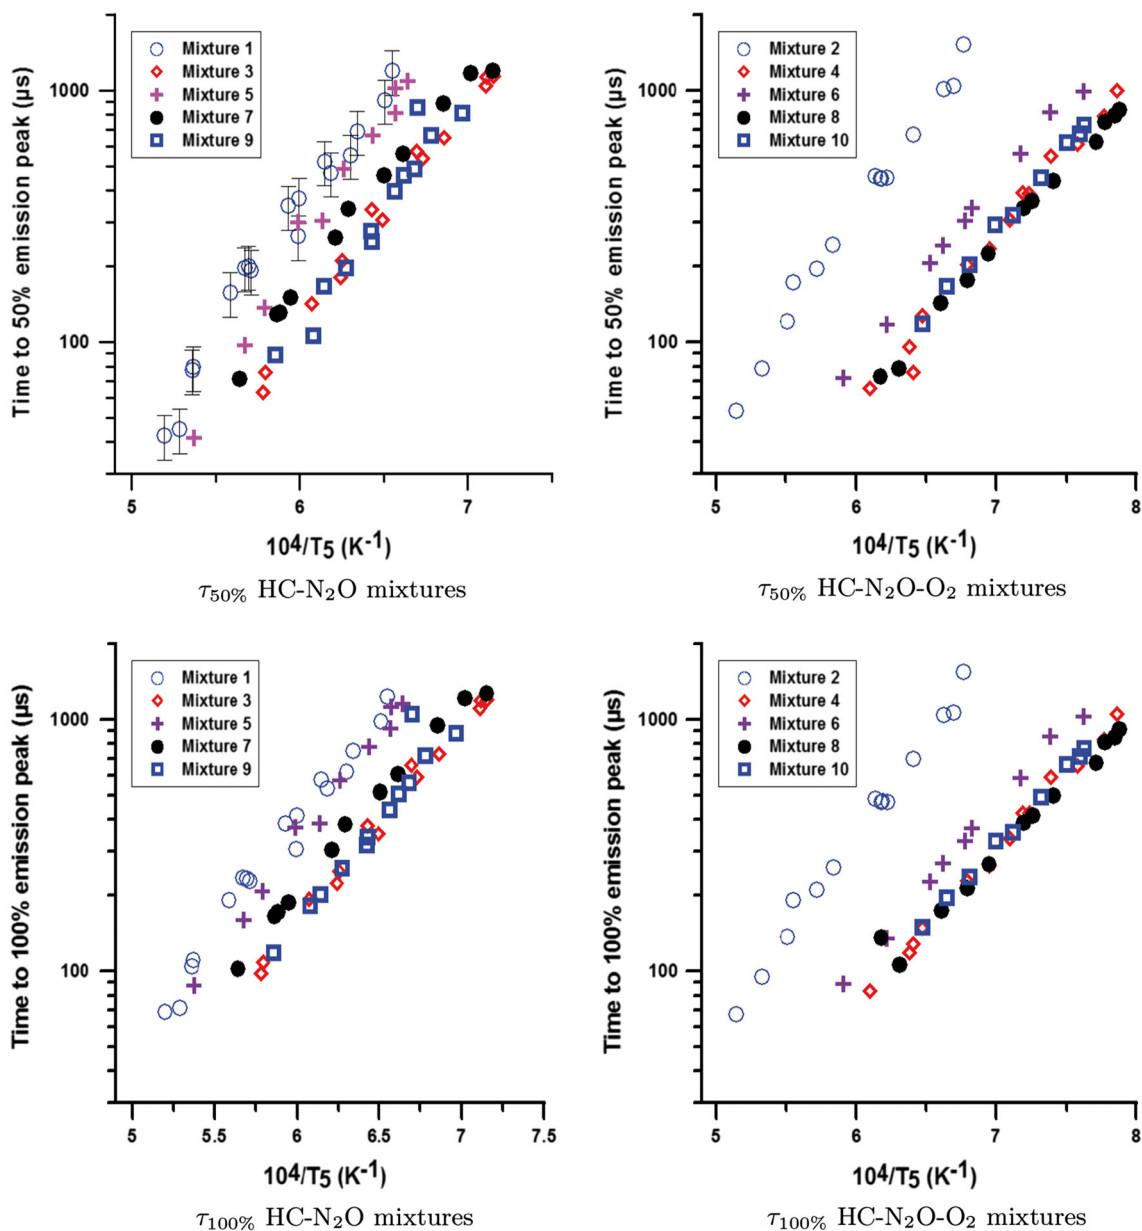 Time to 50% emission peak (µs)
1000
100
Mixture 1
Mixture 3
Mixture 5
Mixture 7
Mixture 9
5
6
7
10⁴/T₅ (K⁻¹)
τ₅₀% HC-N₂O mixtures
Time to 50% emission peak (µs)
1000
100
Mixture 2
Mixture 4
Mixture 6
Mixture 8
Mixture 10
5
6
7
8
10⁴/T₅ (K⁻¹)
τ₅₀% HC-N₂O-O₂ mixtures
Time to 100% emission peak (µs)
1000
100
Mixture 1
Mixture 3
Mixture 5
Mixture 7
Mixture 9
5
5.5
6
6.5
7
7.5
10⁴/T₅ (K⁻¹)
τ₁₀₀% HC-N₂O mixtures
Time to 100% emission peak (µs)
1000
100
Mixture 2
Mixture 4
Mixture 6
Mixture 8
Mixture 10
5
6
7
8
10⁴/T₅ (K⁻¹)
τ₁₀₀% HC-N₂O-O₂ mixtures